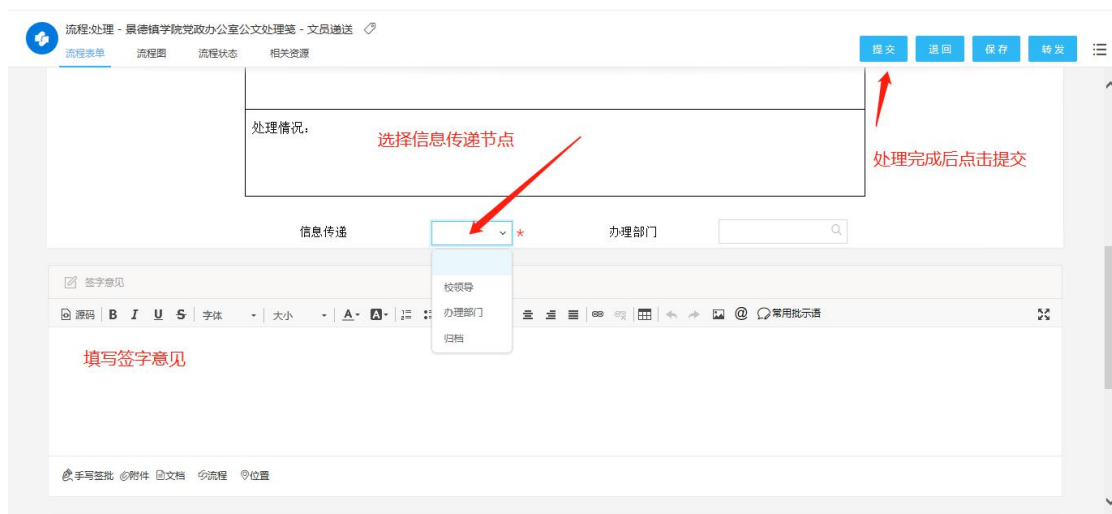 流程:处理 - 景德镇学院党政办公室公文处理笺 - 文员递送
流程表单 流程图 流程状态 相关资源
提交 退回 保存 转发
处理情况：
选择信息传递节点
处理完成后点击提交
信息传递 * 办理部门
校领导
办理部门
归档
签字意见
源码 B I U S 字体 大小 A A @ 常用批示语
填写签字意见
手写签批 附件 文档 流程 位置